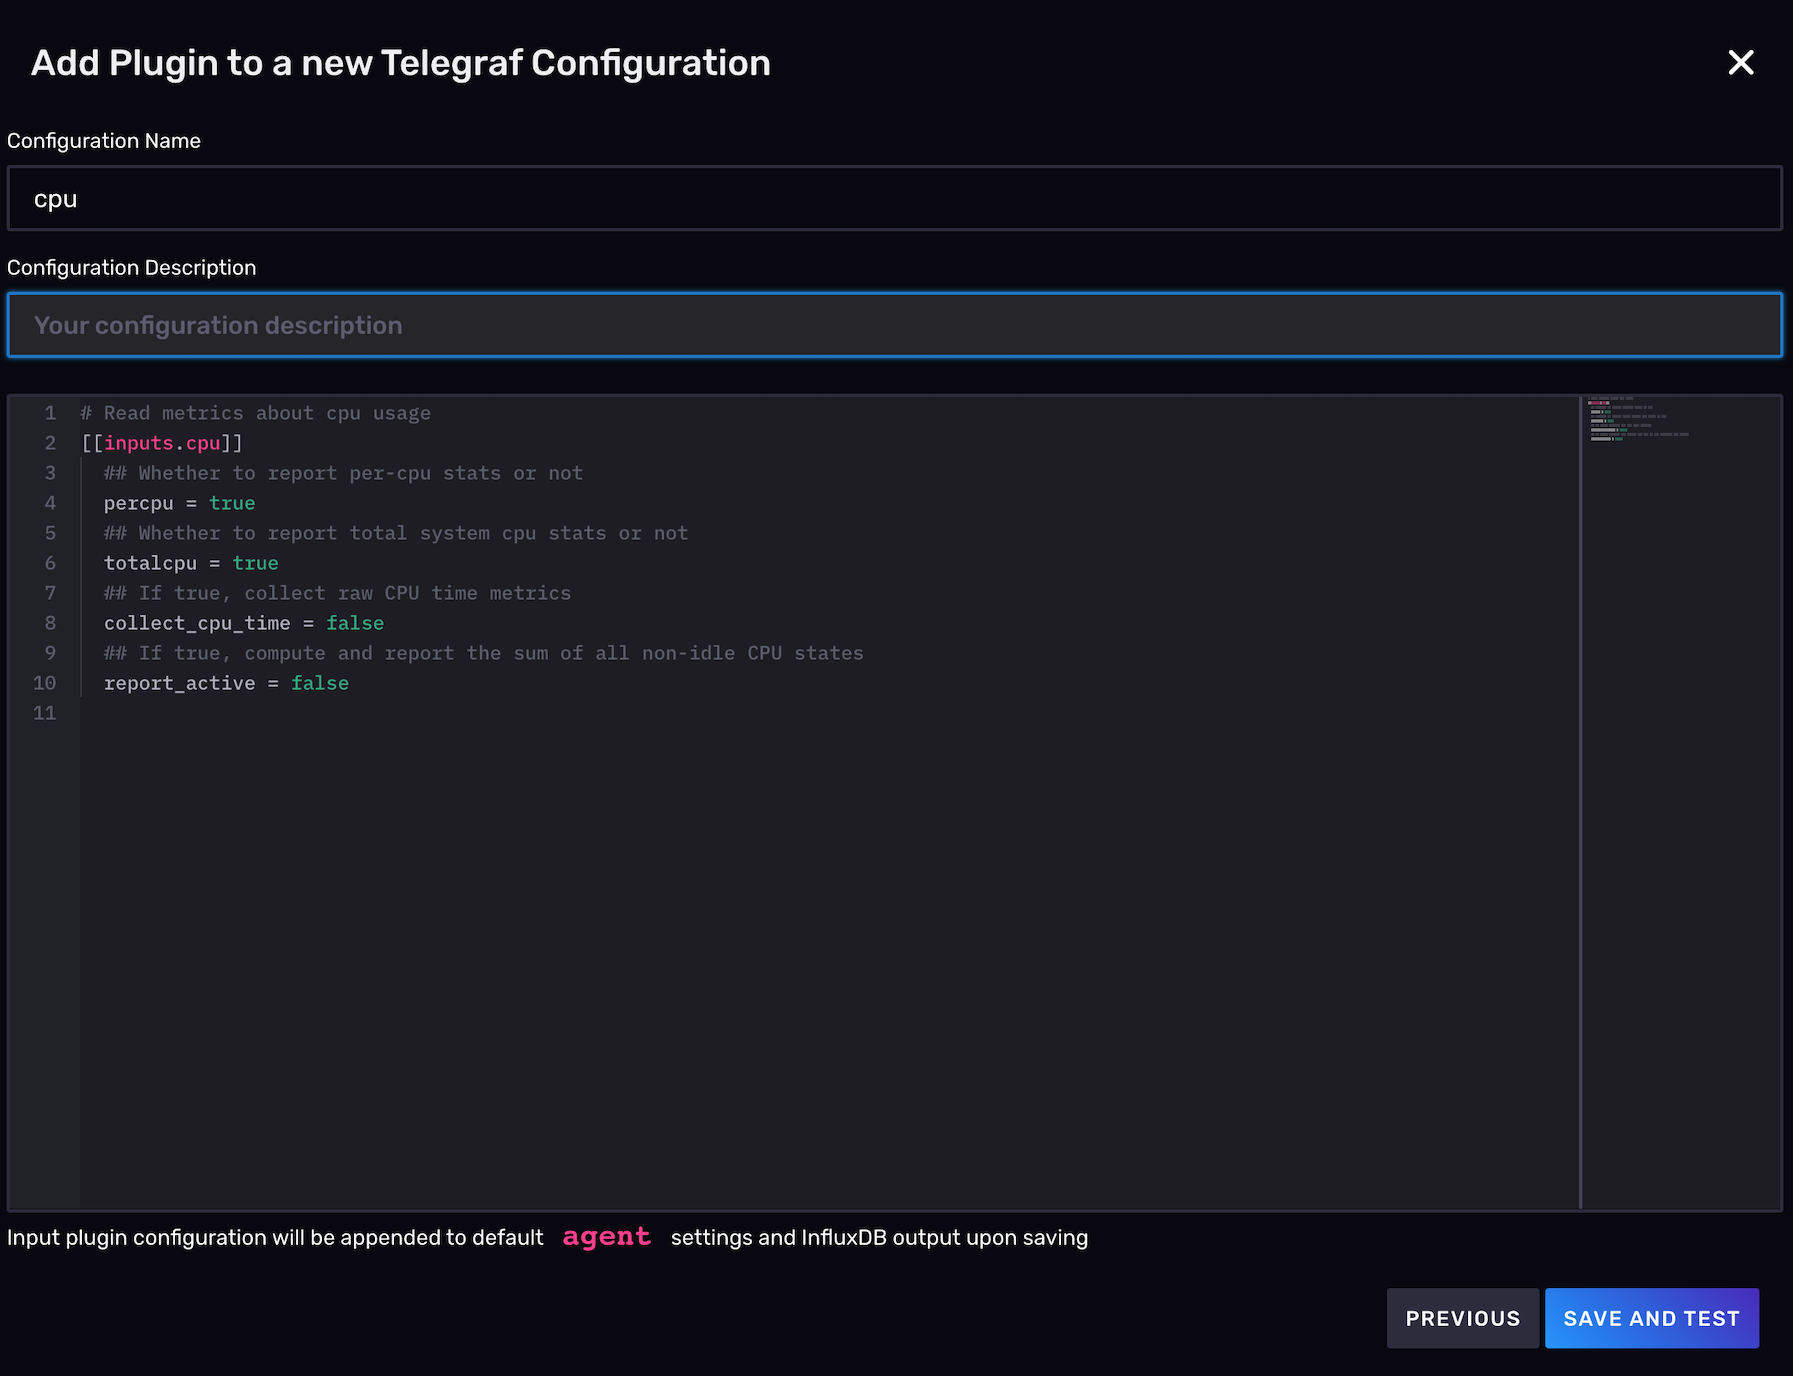 Add Plugin to a new Telegraf Configuration
Configuration Name
cpu
Configuration Description
Your configuration description
1 # Read metrics about cpu usage
2 [[inputs.cpu]]
3 ## Whether to report per-cpu stats or not
4 percpu = true
5 ## Whether to report total system cpu stats or not
6 totalcpu = true
7 ## If true, collect raw CPU time metrics
8 collect_cpu_time = false
9 ## If true, compute and report the sum of all non-idle CPU states
10 report_active = false
11
Input plugin configuration will be appended to default agent settings and InfluxDB output upon saving
PREVIOUS
SAVE AND TEST